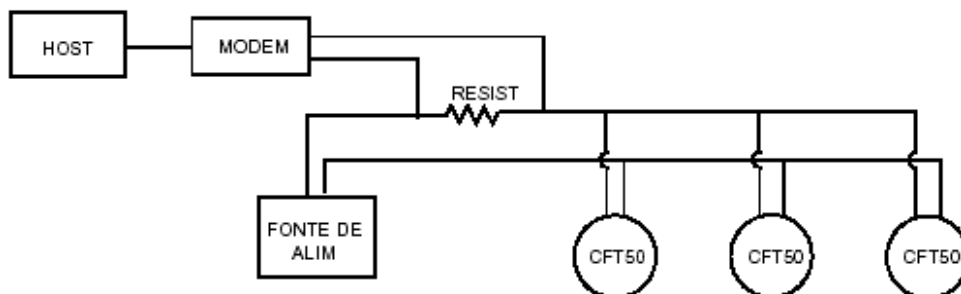 HOST
MODEM
RESIST
FONTE DE
ALIM
CFT50
CFT50
CFT50